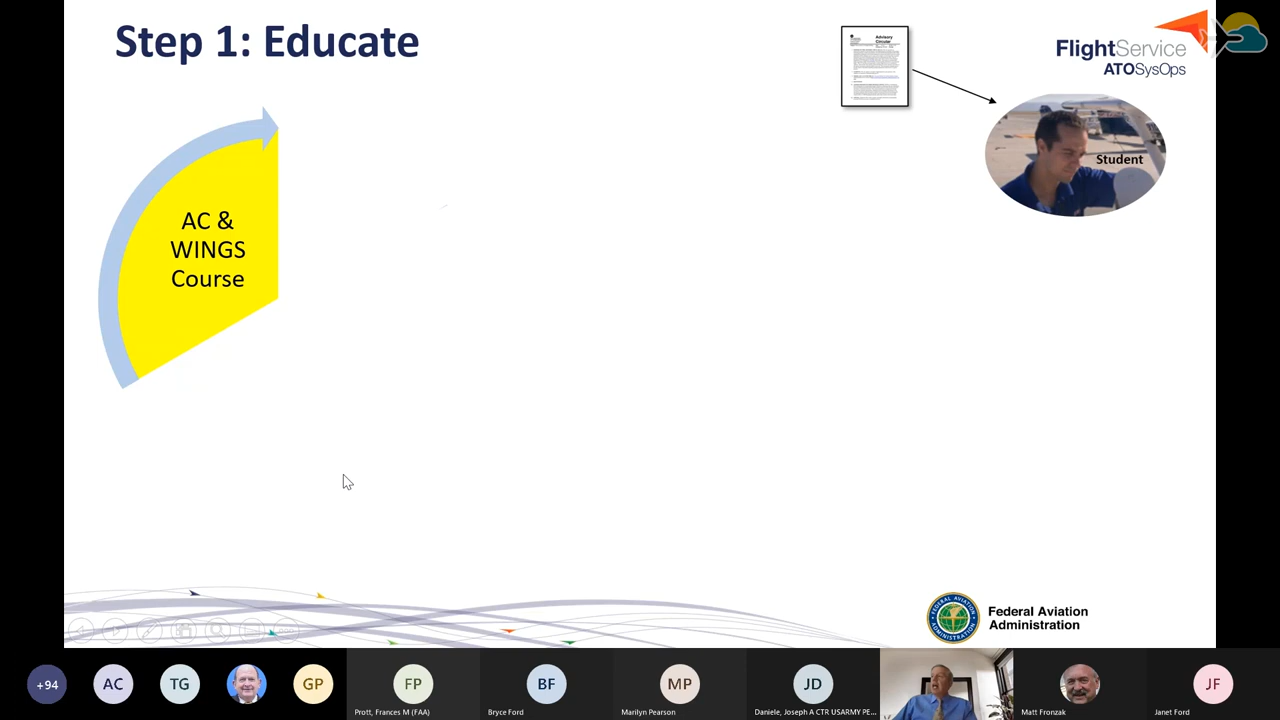 Step 1: Educate
Advisory
Circular
FlightService
ATOSysOps
Student
AC &
WINGS
Course
Federal Aviation
Administration
+94
AC
TG
GP
FP
BF
MP
JD
JF
Prott, Frances M (FAA)
Bryce Ford
Marilyn Pearson
Daniele, Joseph A CTR USARMY PE...
Matt Fronzak
Janet Ford